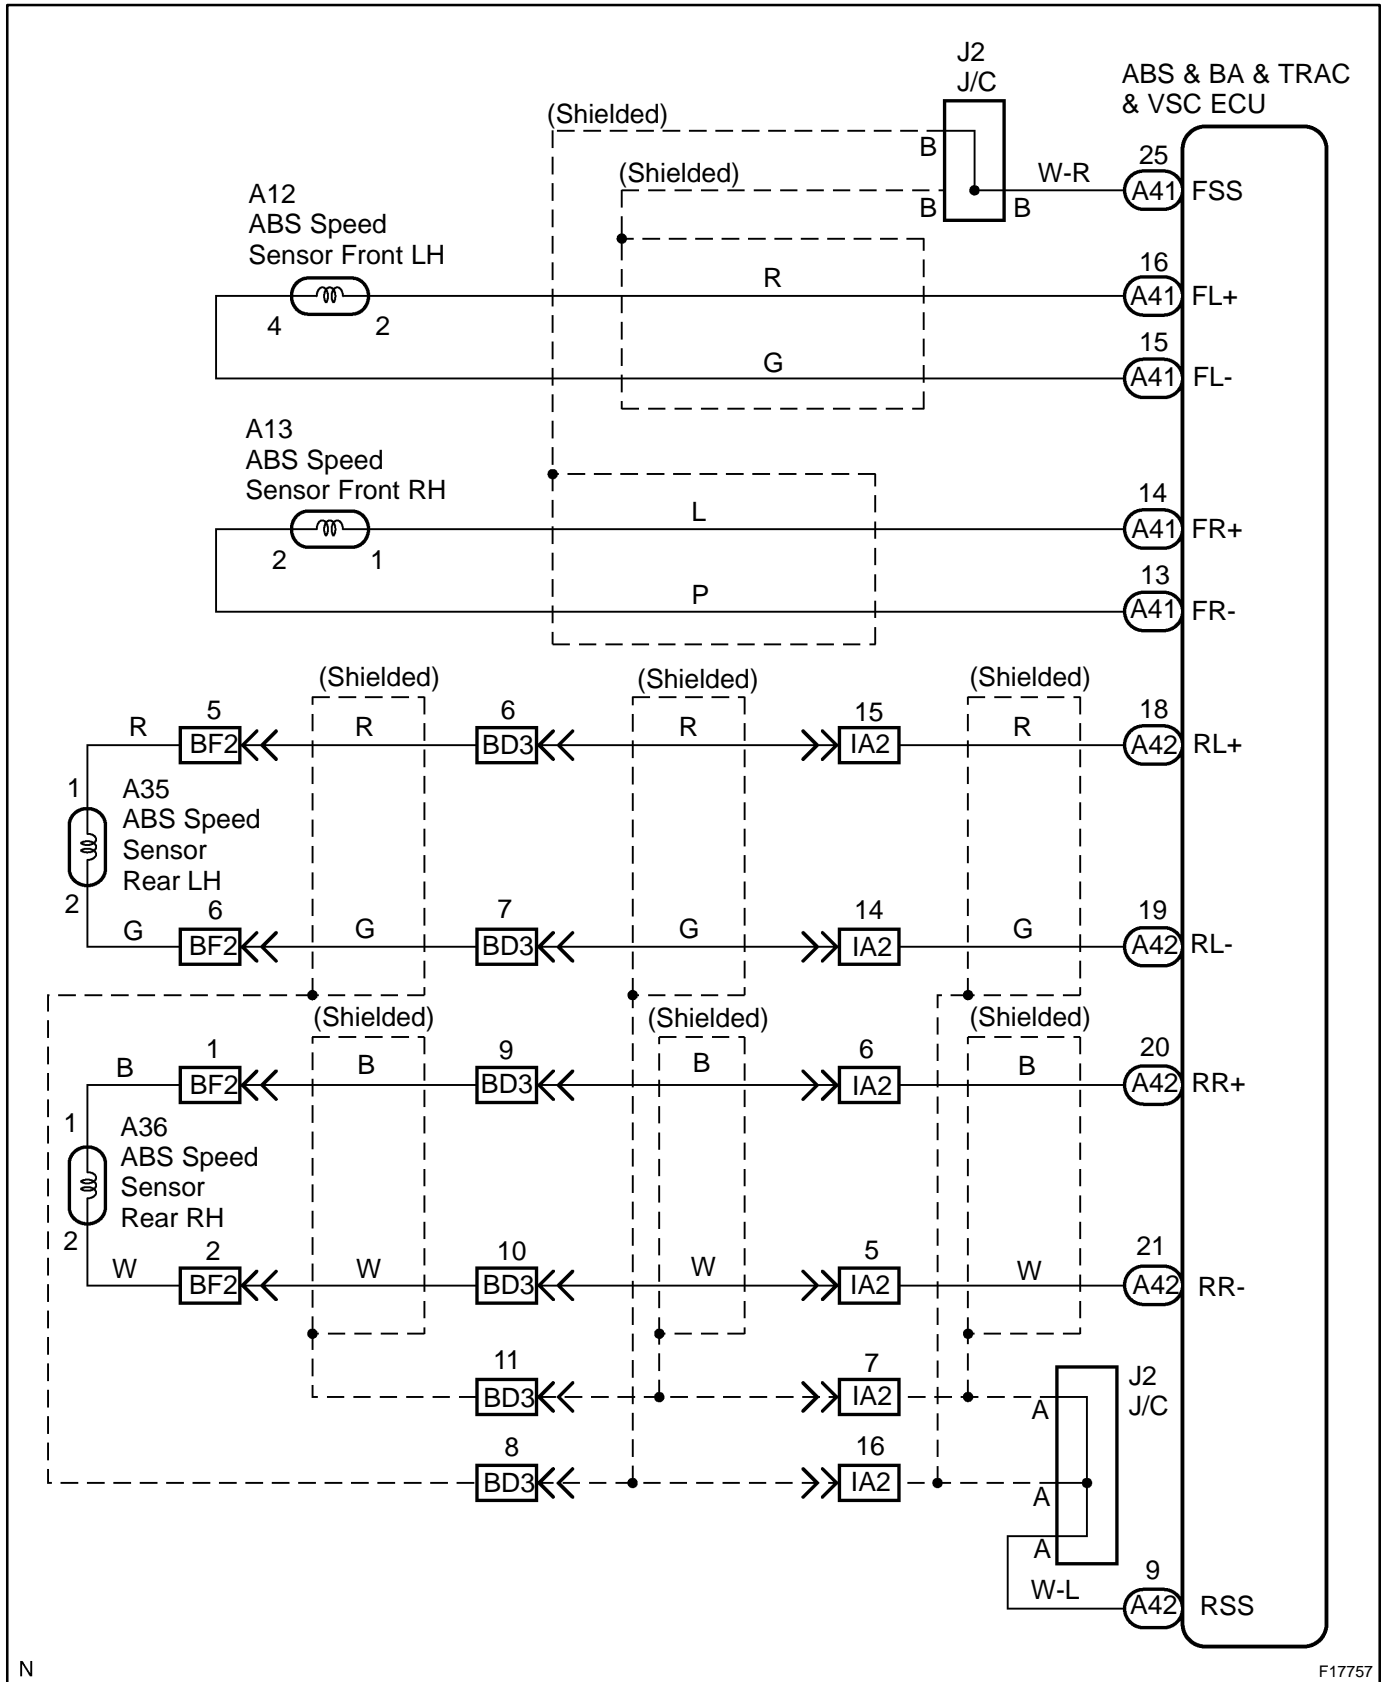 J2
J/C
ABS & BA & TRAC
& VSC ECU
(Shielded)
B
(Shielded)
B
B
W-R
25
A41
FSS
A12
ABS Speed
Sensor Front LH
4
2
R
16
A41
FL+
G
15
A41
FL-
A13
ABS Speed
Sensor Front RH
2
1
L
14
A41
FR+
P
13
A41
FR-
(Shielded)
(Shielded)
(Shielded)
R
5
BF2
R
6
BD3
R
15
IA2
R
18
A42
RL+
1
A35
ABS Speed
Sensor
Rear LH
2
G
6
BF2
G
7
BD3
G
14
IA2
G
19
A42
RL-
(Shielded)
(Shielded)
(Shielded)
B
1
BF2
B
9
BD3
B
6
IA2
B
20
A42
RR+
1
A36
ABS Speed
Sensor
Rear RH
2
W
2
BF2
W
10
BD3
W
5
IA2
W
21
A42
RR-
11
BD3
7
IA2
A
J2
J/C
8
BD3
16
IA2
A
A
W-L
9
A42
RSS
N
F17757